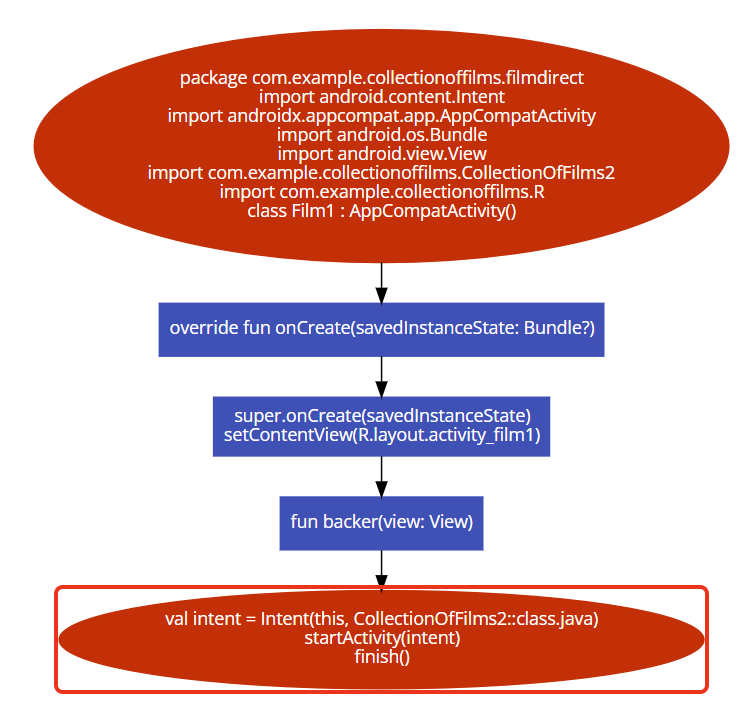 package com.example.collectionoffilms.filmdirect
import android.content.Intent
import androidx.appcompat.app.AppCompatActivity
import android.os.Bundle
import android.view.View
import com.example.collectionoffilms.CollectionOfFilms2
import com.example.collectionoffilms.R
class Film1 : AppCompatActivity()
override fun onCreate(savedInstanceState: Bundle?)
super.onCreate(savedInstanceState)
setContentView(R.layout.activity_film1)
fun backer(view: View)
val intent = Intent(this, CollectionOfFilms2::class.java)
startActivity(intent)
finish()